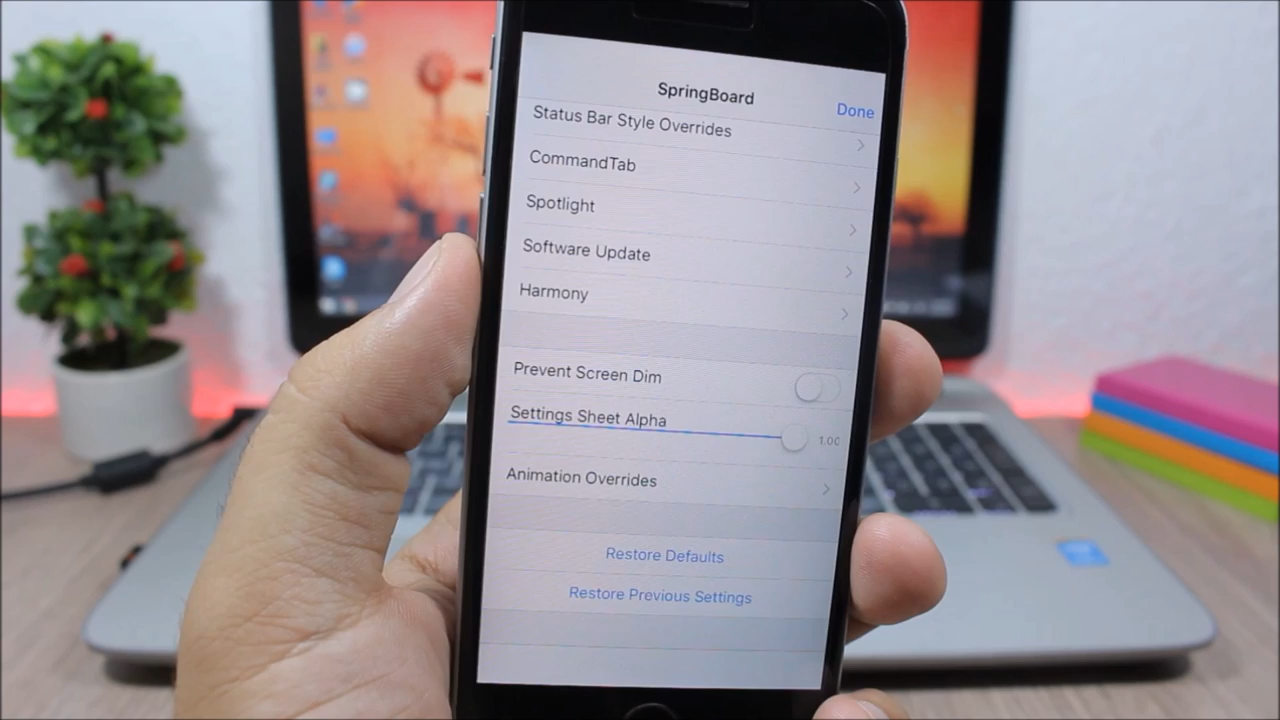 SpringBoard
Done
Status Bar Style Overrides
CommandTab
Spotlight
Software Update
Harmony
Prevent Screen Dim
Settings Sheet Alpha
1.00
Animation Overrides
Restore Defaults
Restore Previous Settings